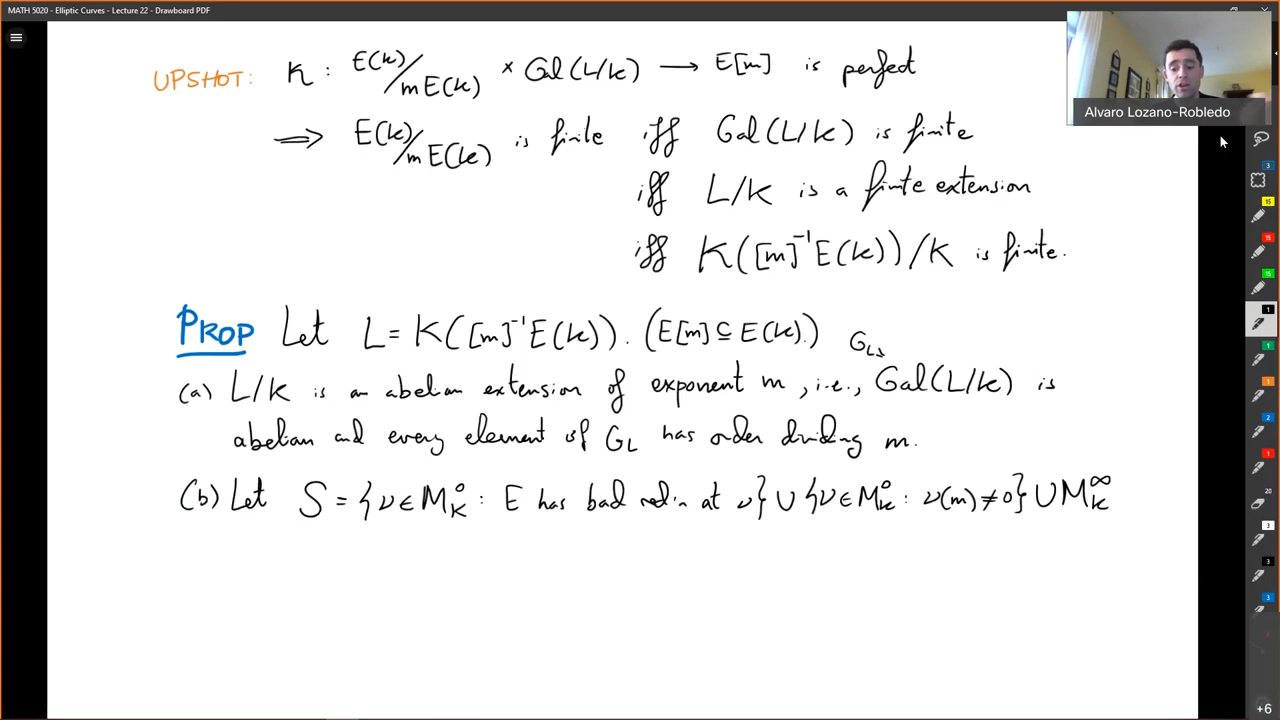 MATH 5020 - Elliptic Curves - Lecture 22 - Drawboard PDF
Alvaro Lozano-Robledo
UPSHOT: κ : E(K)/mE(K) × Gal(L/K) → E[m] is perfect
⟹ E(K)/mE(K) is finite iff Gal(L/K) is finite
iff L/K is a finite extension
iff K([m]⁻¹E(K))/K is finite.
PROP Let L = K([m]⁻¹E(K)). (E[m] ⊆ E(K).)
(a) L/K is an abelian extension of exponent m, i.e., Gal(L/K) is
abelian and every element of G_L has order dividing m.
(b) Let S = {ν ∈ M_K^0 : E has bad red'n at ν} ∪ {ν ∈ M_K^0 : ν(m) ≠ 0} ∪ M_K^∞
+6